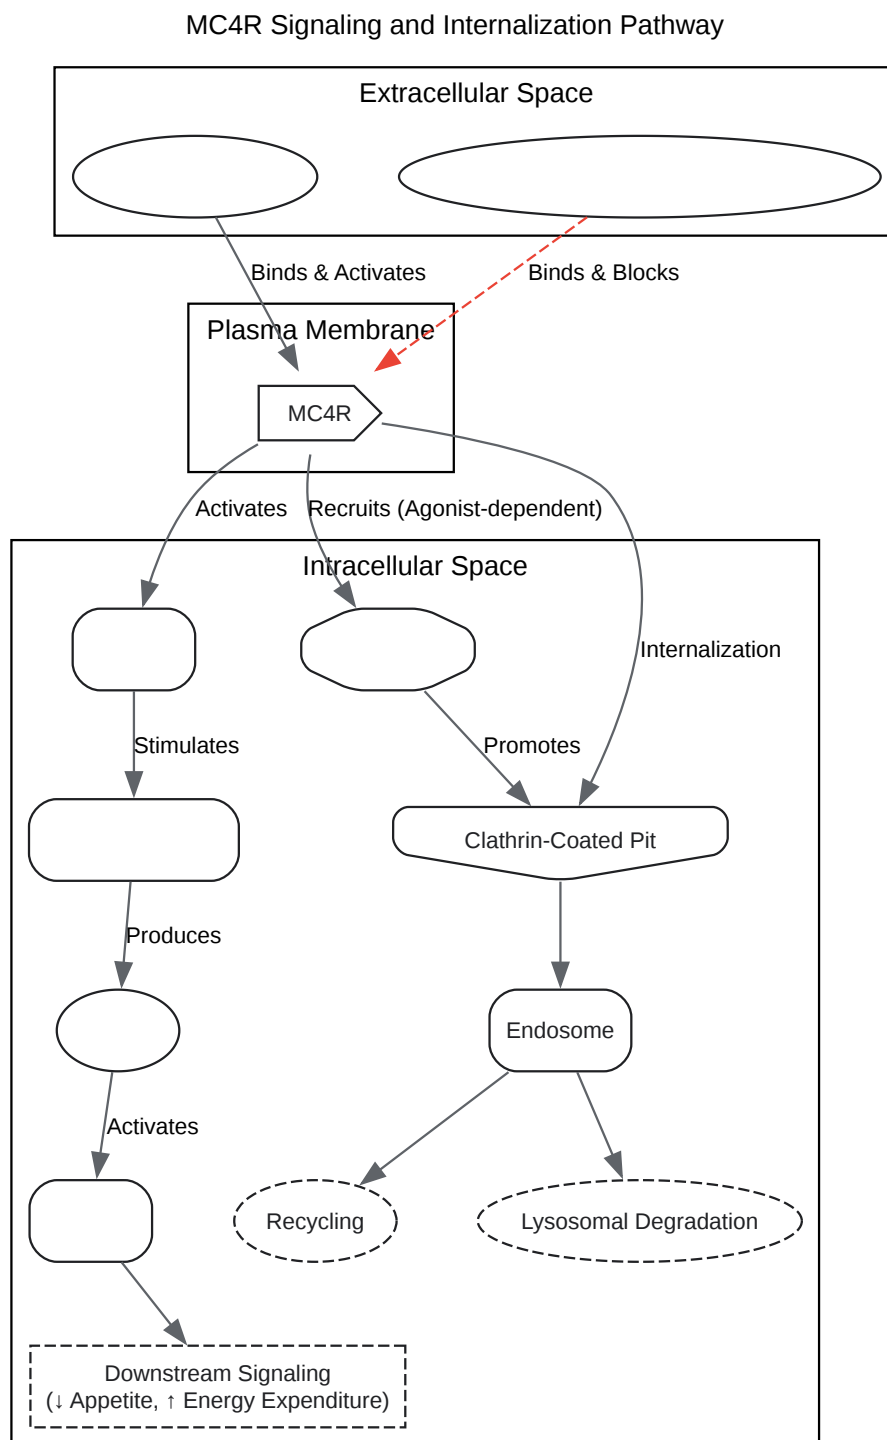 MC4R Signaling and Internalization Pathway
Extracellular Space
Binds & Activates
Binds & Blocks
Plasma Membrane
MC4R
Activates
Recruits (Agonist-dependent)
Intracellular Space
Internalization
Stimulates
Promotes
Clathrin-Coated Pit
Produces
Endosome
Activates
Recycling
Lysosomal Degradation
Downstream Signaling
(↓ Appetite, ↑ Energy Expenditure)